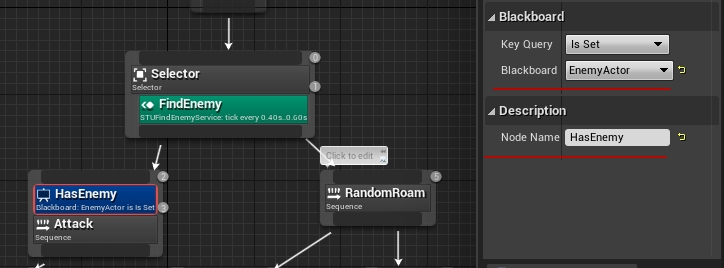 0
Selector
Selector
1
FindEnemy
STUFindEnemyService: tick every 0.40s..0.60s
Click to edit
2
HasEnemy
Blackboard: EnemyActor is Is Set
3
Attack
Sequence
5
RandomRoam
Sequence
Blackboard
Key Query
Is Set
Blackboard
EnemyActor
Description
Node Name
HasEnemy